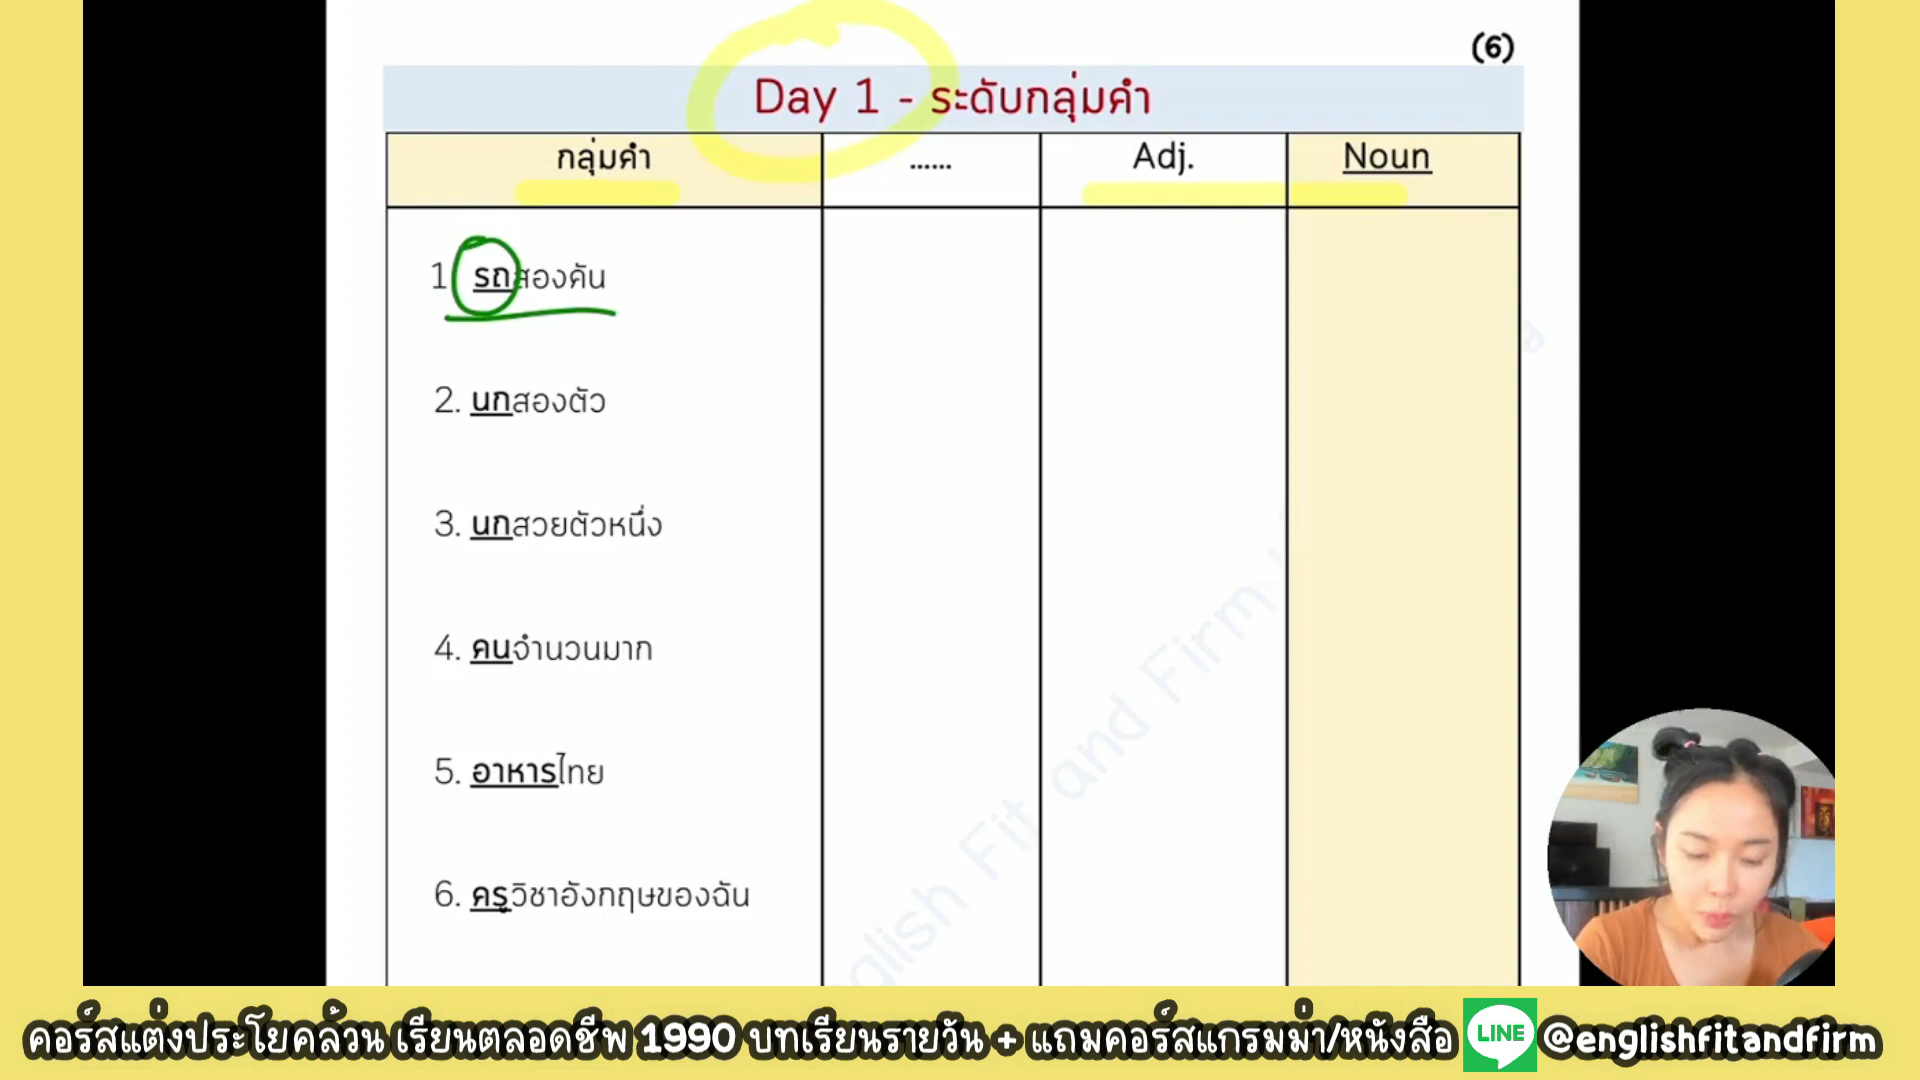 (6)
Day 1 - ระดับกลุ่มคำ
กลุ่มคำ ...... Adj. Noun
1 รถสองคัน
2. นกสองตัว
3. นกสวยตัวหนึ่ง
4. คนจำนวนมาก
5. อาหารไทย
6. ครูวิชาอังกฤษของฉัน
English Fit and Firm
คอร์สแต่งประโยคล้วน เรียนตลอดชีพ 1990 บทเรียนรายวัน + แถมคอร์สแกรมม่า/หนังสือ LINE @englishfitandfirm